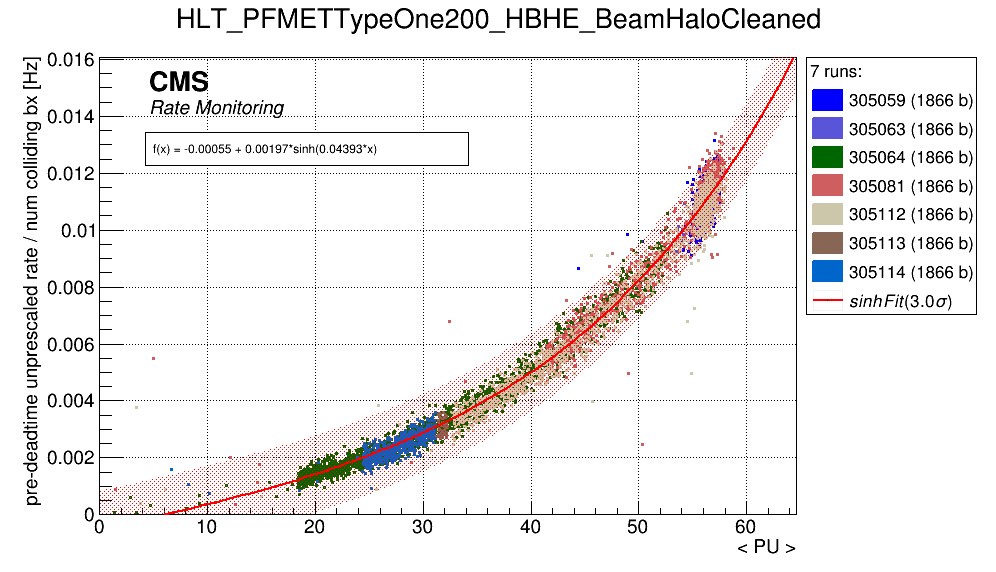 HLT_PFMETTypeOne200_HBHE_BeamHaloCleaned
pre-deadtime unprescaled rate / num colliding bx [Hz]
0.016
0.014
0.012
0.01
0.008
0.006
0.004
0.002
0
CMS
Rate Monitoring
f(x) = -0.00055 + 0.00197*sinh(0.04393*x)
0 10 20 30 40 50 60
< PU >
7 runs:
305059 (1866 b)
305063 (1866 b)
305064 (1866 b)
305081 (1866 b)
305112 (1866 b)
305113 (1866 b)
305114 (1866 b)
sinhFit(3.0σ)